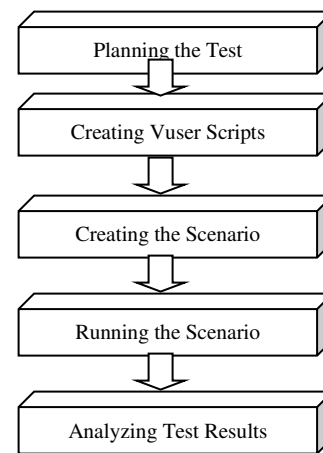 Planning the Test
Creating Vuser Scripts
Creating the Scenario
Running the Scenario
Analyzing Test Results